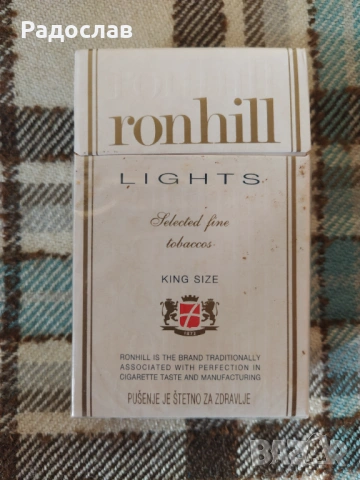 Радослав
ronhill
LIGHTS
Selected fine
tobaccos
KING SIZE
1872
RONHILL IS THE BRAND TRADITIONALLY
ASSOCIATED WITH PERFECTION IN
CIGARETTE TASTE AND MANUFACTURING
PUŠENJE JE ŠTETNO ZA ZDRAVLJE